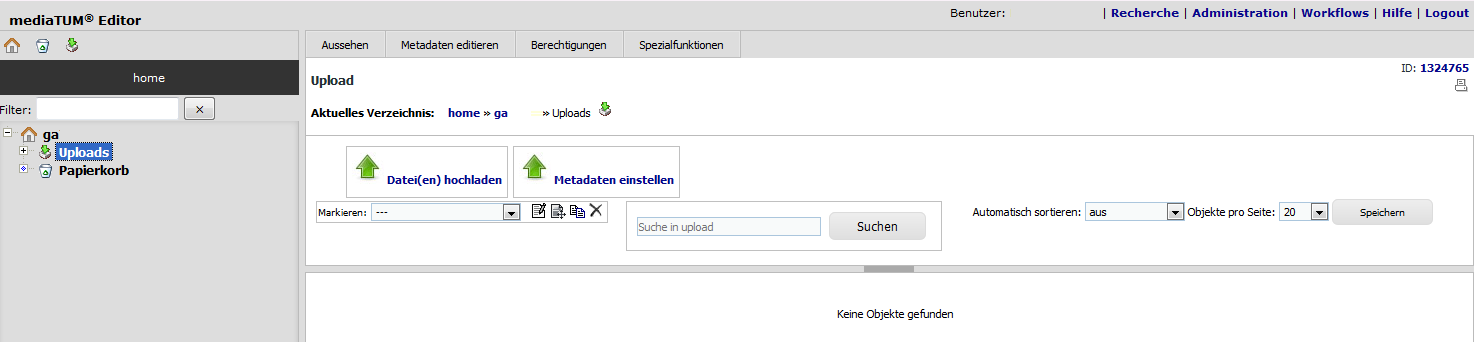 mediaTUM® Editor
Benutzer: | Recherche | Administration | Workflows | Hilfe | Logout
home
Filter:
ga
Uploads
Papierkorb
Aussehen Metadaten editieren Berechtigungen Spezialfunktionen
ID: 1324765
Upload
Aktuelles Verzeichnis: home » ga » Uploads
Datei(en) hochladen Metadaten einstellen
Markieren: ---
Suche in upload Suchen
Automatisch sortieren: aus Objekte pro Seite: 20 Speichern
Keine Objekte gefunden